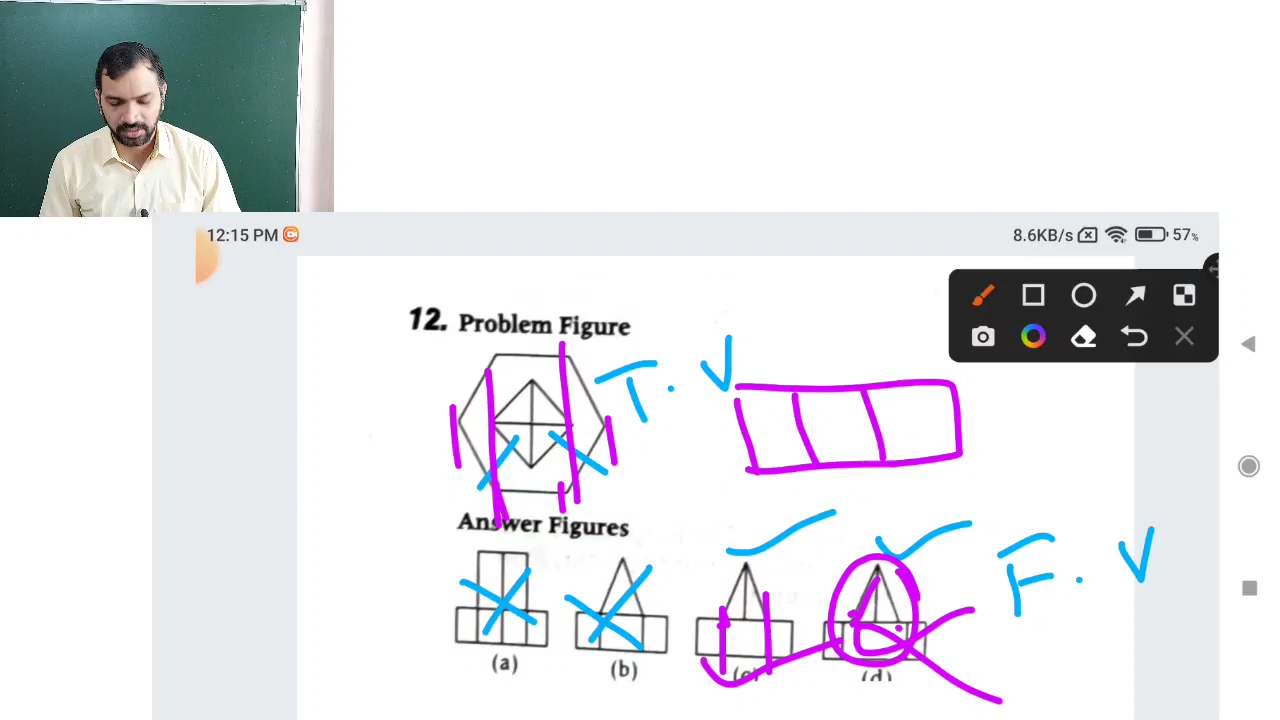 12:15 PM
8.6KB/s
57%
12. Problem Figure
T. V
Answer Figures
F. V
(a)
(b)
(c)
(d)